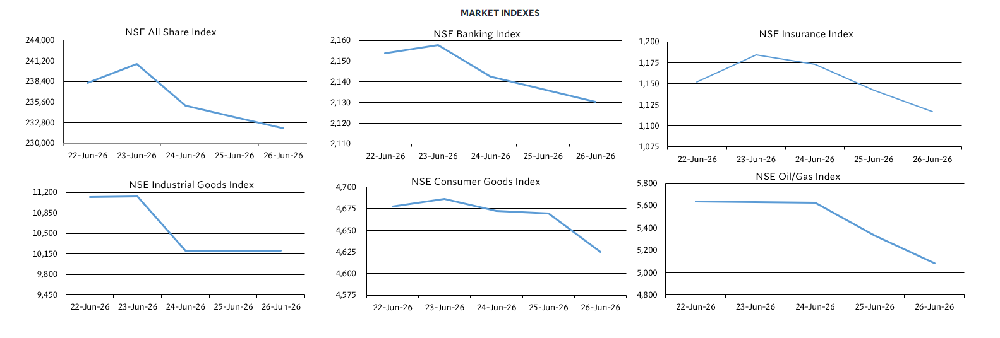 MARKET INDEXES
NSE All Share Index
244,000
241,200
238,400
235,600
232,800
230,000
22-Jun-26 23-Jun-26 24-Jun-26 25-Jun-26 26-Jun-26
NSE Banking Index
2,160
2,150
2,140
2,130
2,120
2,110
22-Jun-26 23-Jun-26 24-Jun-26 25-Jun-26 26-Jun-26
NSE Insurance Index
1,200
1,175
1,150
1,125
1,100
1,075
22-Jun-26 23-Jun-26 24-Jun-26 25-Jun-26 26-Jun-26
NSE Industrial Goods Index
11,200
10,850
10,500
10,150
9,800
9,450
22-Jun-26 23-Jun-26 24-Jun-26 25-Jun-26 26-Jun-26
NSE Consumer Goods Index
4,700
4,675
4,650
4,625
4,600
4,575
22-Jun-26 23-Jun-26 24-Jun-26 25-Jun-26 26-Jun-26
NSE Oil/Gas Index
5,800
5,600
5,400
5,200
5,000
4,800
22-Jun-26 23-Jun-26 24-Jun-26 25-Jun-26 26-Jun-26